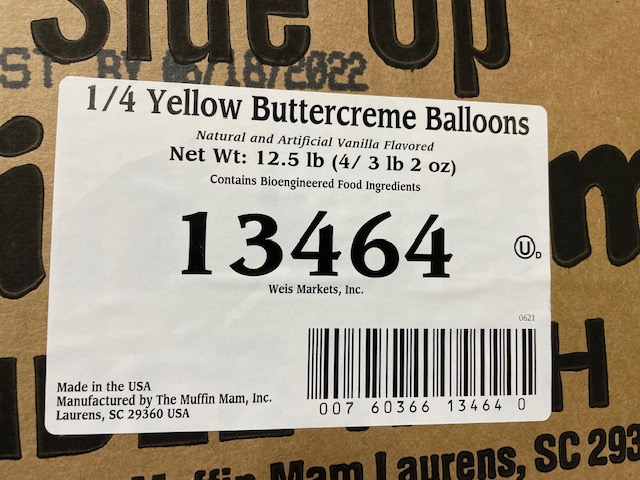 Side Up
ST BY 06/18/2022
1/4 Yellow Buttercreme Balloons
Natural and Artificial Vanilla Flavored
Net Wt: 12.5 lb (4/ 3 lb 2 oz)
Contains Bioengineered Food Ingredients
13464
Weis Markets, Inc.
U D
0621
Made in the USA
Manufactured by The Muffin Mam, Inc.
Laurens, SC 29360 USA
007 60366 13464 0
H
Muffin Mam Laurens, SC 293